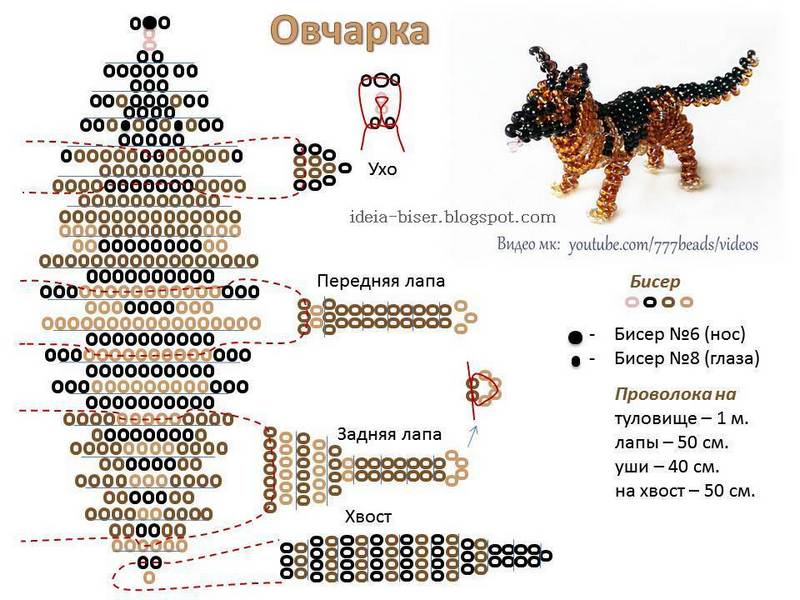 Овчарка
Ухо
ideia-biser.blogspot.com
Видео мк: youtube.com/777beads/videos
Передняя лапа
Бисер
- Бисер №6 (нос)
- Бисер №8 (глаза)
Проволока на
туловище – 1 м.
лапы – 50 см.
уши – 40 см.
на хвост – 50 см.
Задняя лапа
Хвост